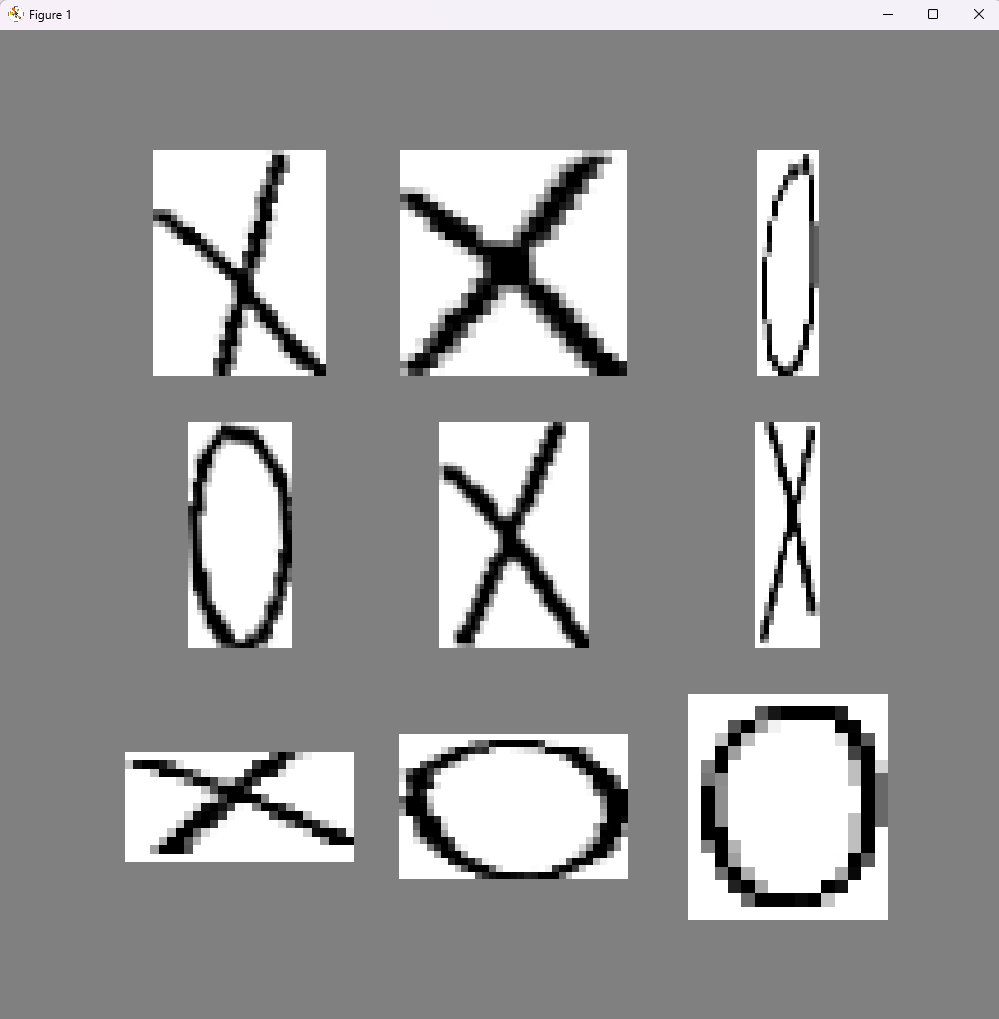 Figure 1
X X O
O X X
X O O